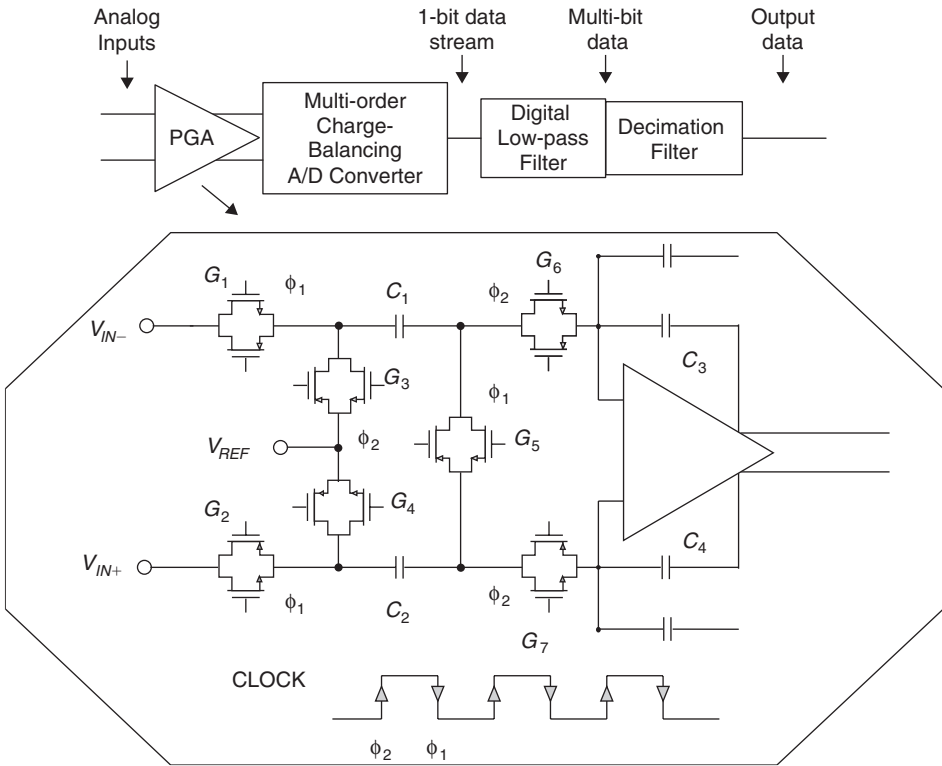 Analog
Inputs
1-bit data
stream
Multi-bit
data
Output
data
PGA
Multi-order
Charge-
Balancing
A/D Converter
Digital
Low-pass
Filter
Decimation
Filter
G1
ϕ1
C1
ϕ2
G6
VIN−
G3
C3
ϕ1
VREF
ϕ2
G5
G4
G2
C4
VIN+
ϕ1
C2
ϕ2
G7
CLOCK
ϕ2
ϕ1